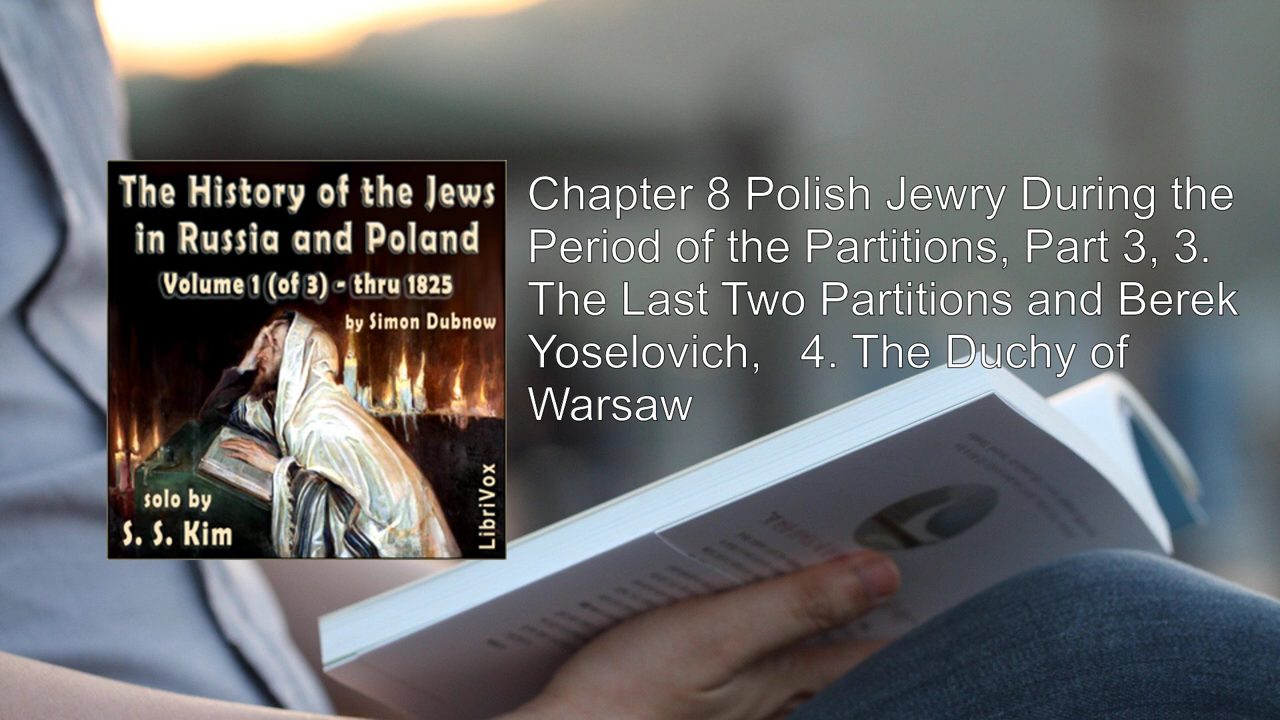 The History of the Jews
in Russia and Poland
Volume 1 (of 3) - thru 1825
by Simon Dubnow
solo by
S. S. Kim
LibriVox
Chapter 8 Polish Jewry During the
Period of the Partitions, Part 3, 3.
The Last Two Partitions and Berek
Yoselovich,   4. The Duchy of
Warsaw